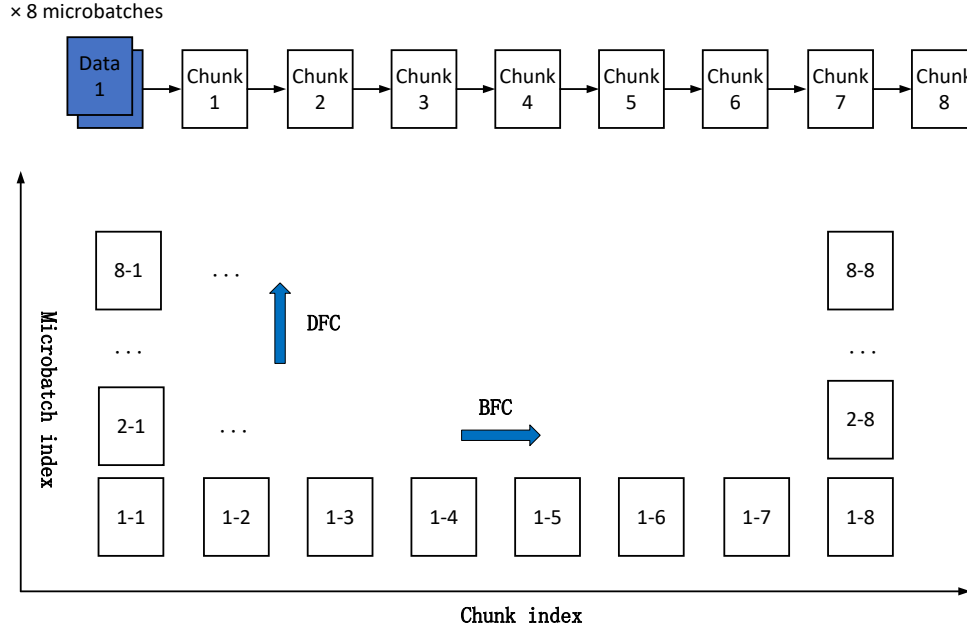 × 8 microbatches
Data 1
Chunk 1
Chunk 2
Chunk 3
Chunk 4
Chunk 5
Chunk 6
Chunk 7
Chunk 8
8-1
...
8-8
DFC
...
...
Microbatch index
BFC
2-1
...
2-8
1-1
1-2
1-3
1-4
1-5
1-6
1-7
1-8
Chunk index